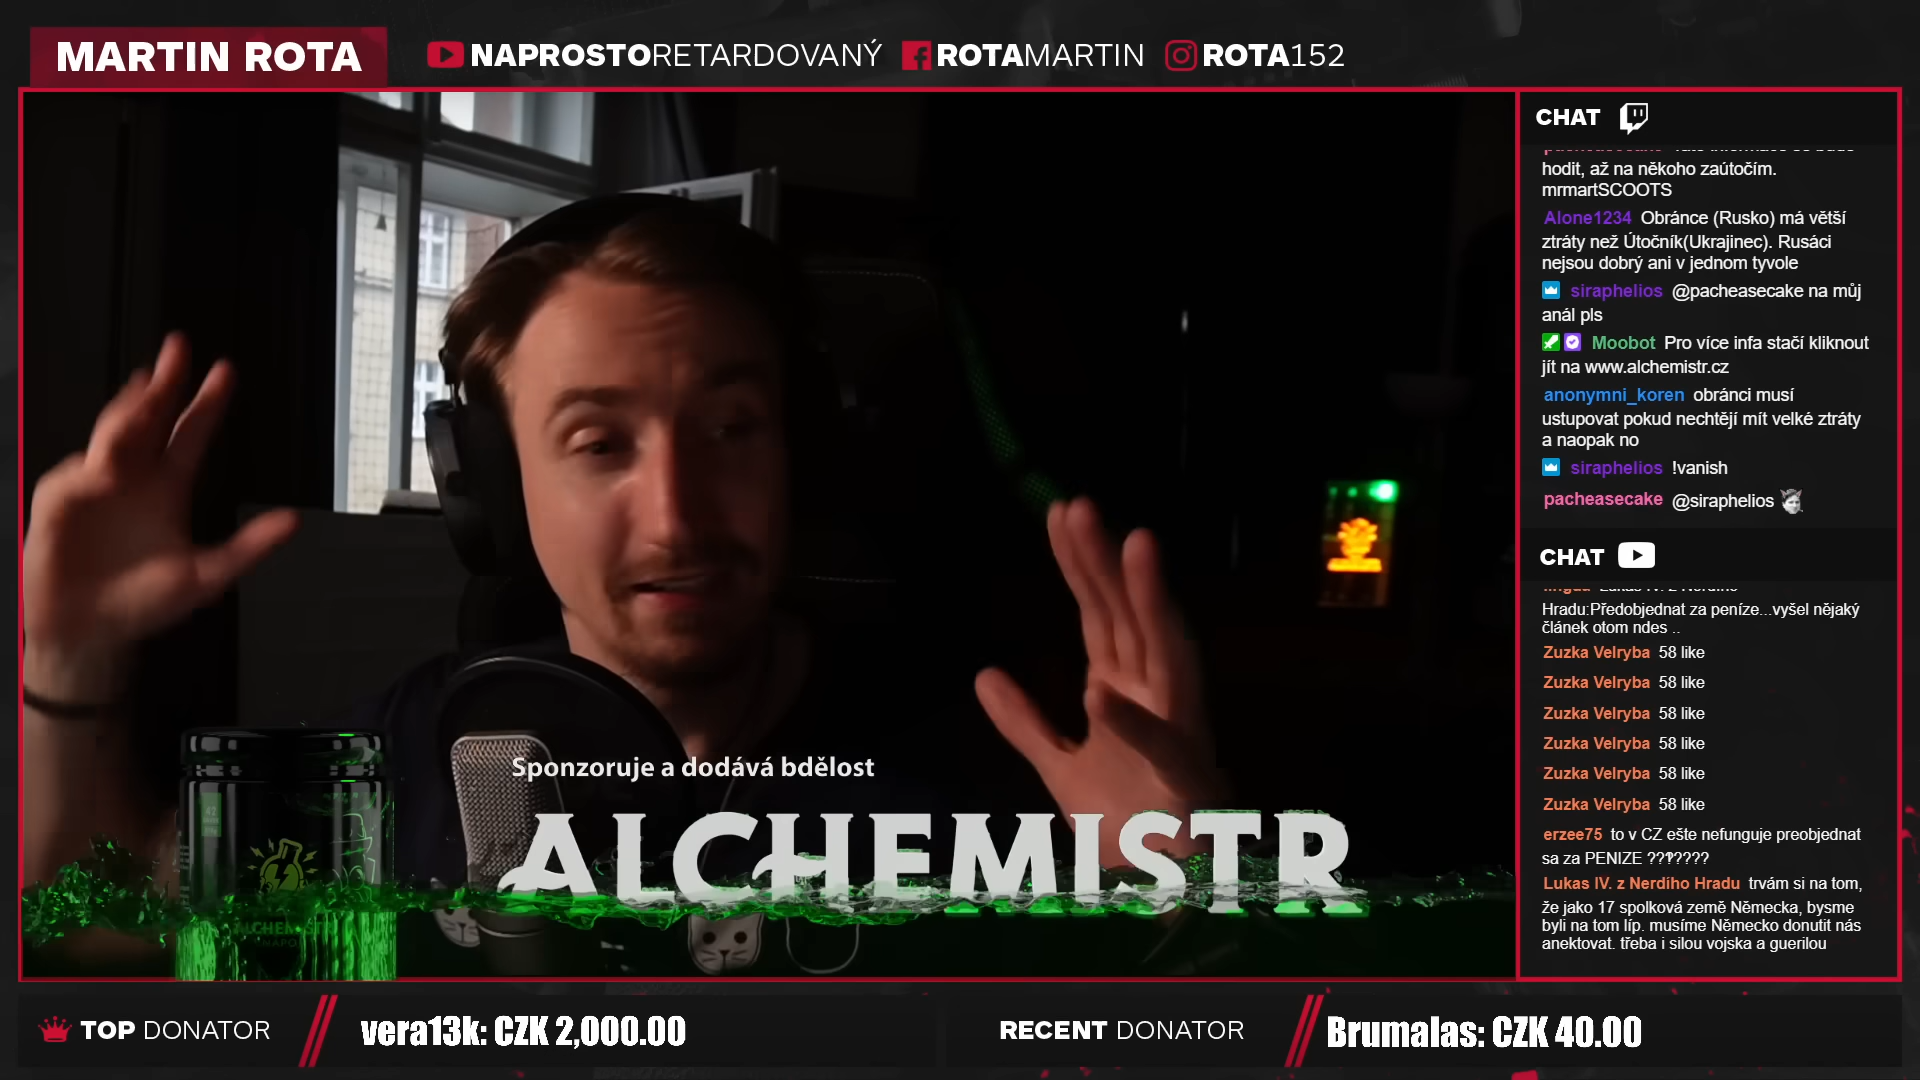 MARTIN ROTA
NAPROSTORETARDOVANÝ
ROTAMARTIN
ROTA152
CHAT
hodit, až na někoho zaútočím.
mrmartSCOOTS
Alone1234 Obránce (Rusko) má větší
ztráty než Útočník(Ukrajinec). Rusáci
nejsou dobrý ani v jednom tyvole
siraphelios @pacheasecake na můj
anál pls
Moobot Pro více infa stačí kliknout
jít na www.alchemistr.cz
anonymni_koren obránci musí
ustupovat pokud nechtějí mít velké ztráty
a naopak no
siraphelios !vanish
pacheasecake @siraphelios
CHAT
Hradu:Předobjednat za peníze...vyšel nějaký
článek otom ndes ..
Zuzka Velryba 58 like
Zuzka Velryba 58 like
Zuzka Velryba 58 like
Zuzka Velryba 58 like
Zuzka Velryba 58 like
Zuzka Velryba 58 like
erzee75 to v CZ ešte nefunguje preobjednat
sa za PENIZE ???????
Lukas IV. z Nerdího Hradu trvám si na tom,
že jako 17 spolková země Německa, bysme
byli na tom líp. musíme Německo donutit nás
anektovat. třeba i silou vojska a guerilou
Sponzoruje a dodává bdělost
ALCHEMISTR
TOP DONATOR
vera13k: CZK 2,000.00
RECENT DONATOR
Brumalas: CZK 40.00